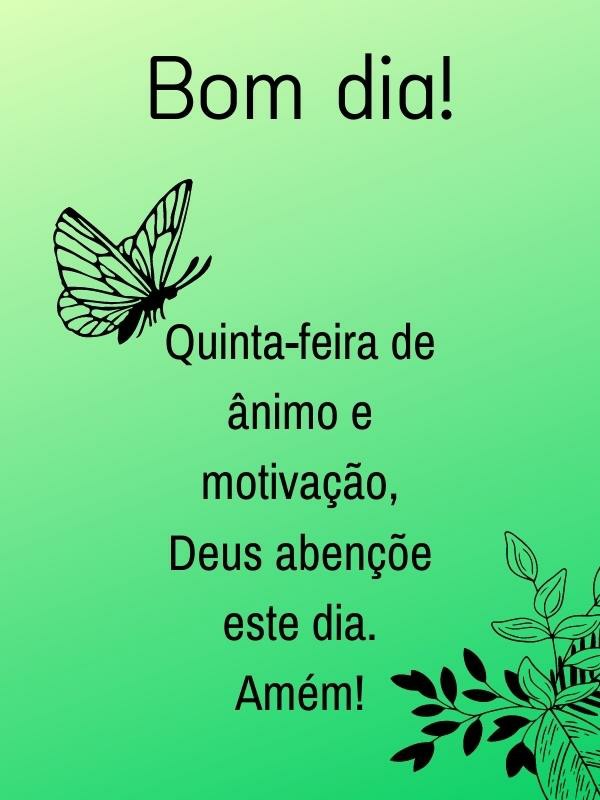 Bom dia!
Quinta-feira de
ânimo e
motivação,
Deus abençõe
este dia.
Amém!